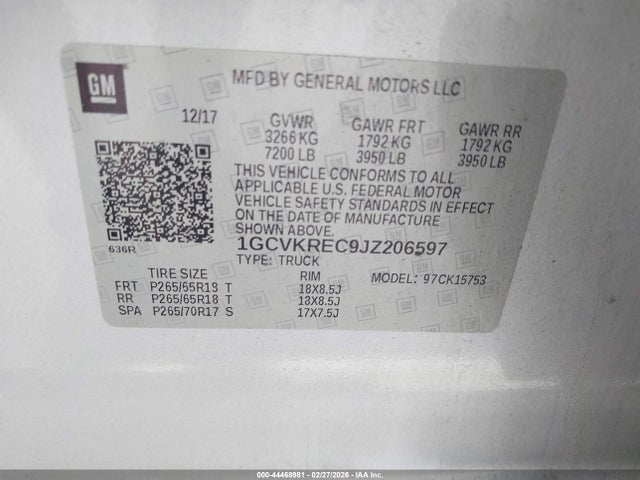 GM
MFD BY GENERAL MOTORS LLC
12/17
GVWR GAWR FRT GAWR RR
3266 KG 1792 KG 1792 KG
7200 LB 3950 LB 3950 LB
THIS VEHICLE CONFORMS TO ALL
APPLICABLE U.S. FEDERAL MOTOR
VEHICLE SAFETY STANDARDS IN EFFECT
ON THE DATE OF MANUFACTURE
SHOWN ABOVE.
636R
1GCVKREC9JZ206597
TYPE: TRUCK MODEL: 97CK15753
TIRE SIZE RIM
FRT P265/65R18 T 18X8.5J
RR P265/65R18 T 18X8.5J
SPA P265/70R17 S 17X7.5J
000-44468981 - 02/27/2026 - IAAI Inc.